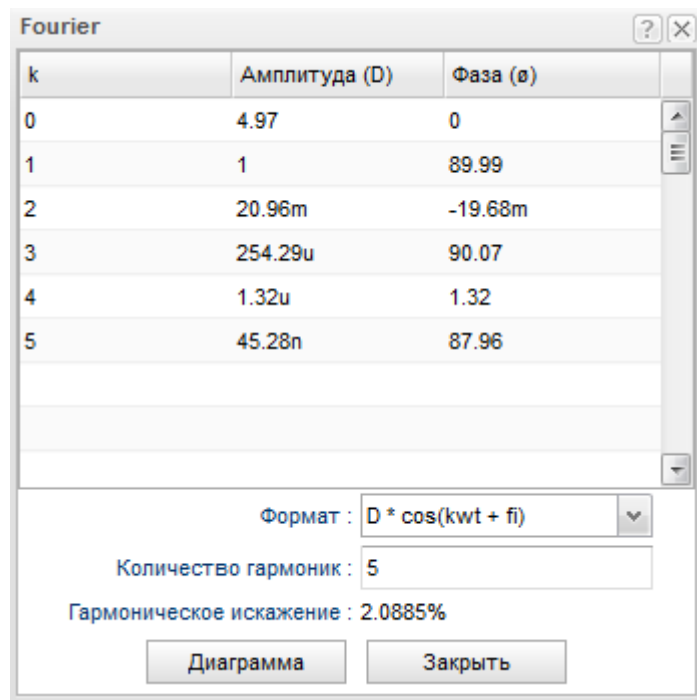 Fourier
k Амплитуда (D) Фаза (ø)
0 4.97 0
1 1 89.99
2 20.96m -19.68m
3 254.29u 90.07
4 1.32u 1.32
5 45.28n 87.96
Формат : D * cos(kwt + fi)
Количество гармоник : 5
Гармоническое искажение : 2.0885%
Диаграмма Закрыть